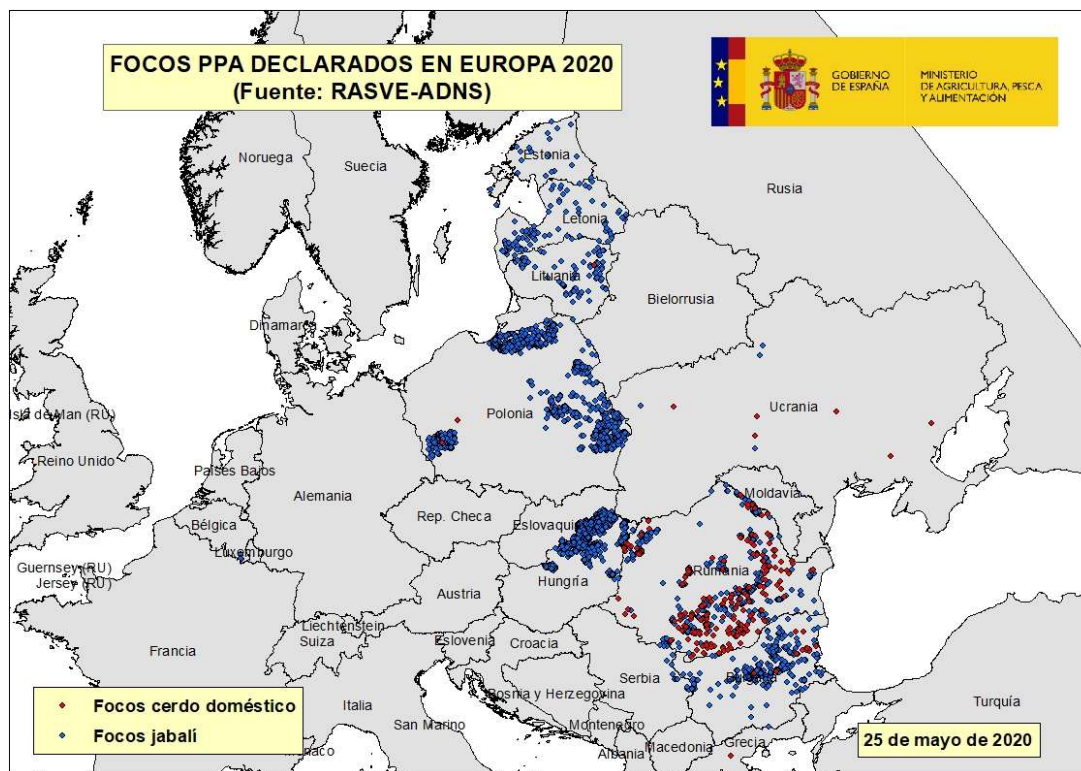 FOCOS PPA DECLARADOS EN EUROPA 2020
(Fuente: RASVE-ADNS)
GOBIERNO
DE ESPAÑA
MINISTERIO
DE AGRICULTURA, PESCA
Y ALIMENTACIÓN
Noruega
Suecia
Estonia
Rusia
Letonia
Lituania
Bielorrusia
Dinamarca
Isla de Man (RU)
Reino Unido
Países Bajos
Polonia
Ucrania
Alemania
Bélgica
Rep. Checa
Eslovaquia
Moldavia
Luxemburgo
Guernsey (RU)
Jersey (RU)
Hungría
Rumania
Austria
Liechtenstein
Suiza
Eslovenia
Croacia
Francia
Serbia
Bosnia y Herzegovina
Italia
San Marino
Montenegro
Turquía
Albania
Macedonia
Grecia
Focos cerdo doméstico
Focos jabalí
25 de mayo de 2020